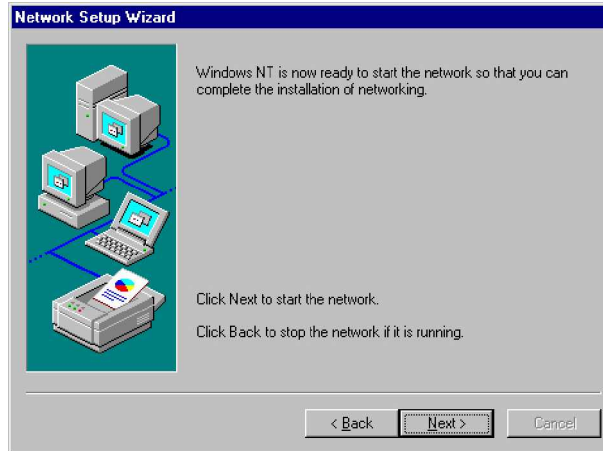 Network Setup Wizard
Windows NT is now ready to start the network so that you can
complete the installation of networking.
Click Next to start the network.
Click Back to stop the network if it is running.
< Back
Next >
Cancel